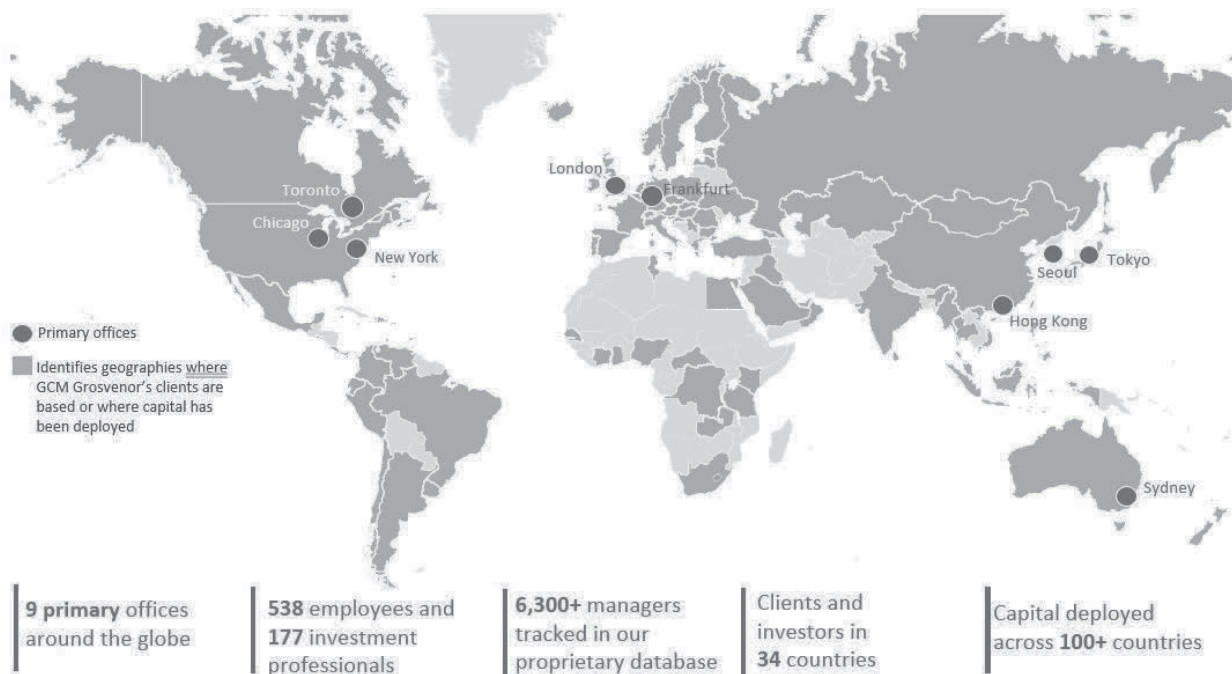 London
Frankfurt
Toronto
Chicago
New York
Seoul
Tokyo
Hong Kong
Primary offices
Identifies geographies where
GCM Grosvenor's clients are
based or where capital has
been deployed
Sydney
9 primary offices
around the globe
538 employees and
177 investment
professionals
6,300+ managers
tracked in our
proprietary database
Clients and
investors in
34 countries
Capital deployed
across 100+ countries